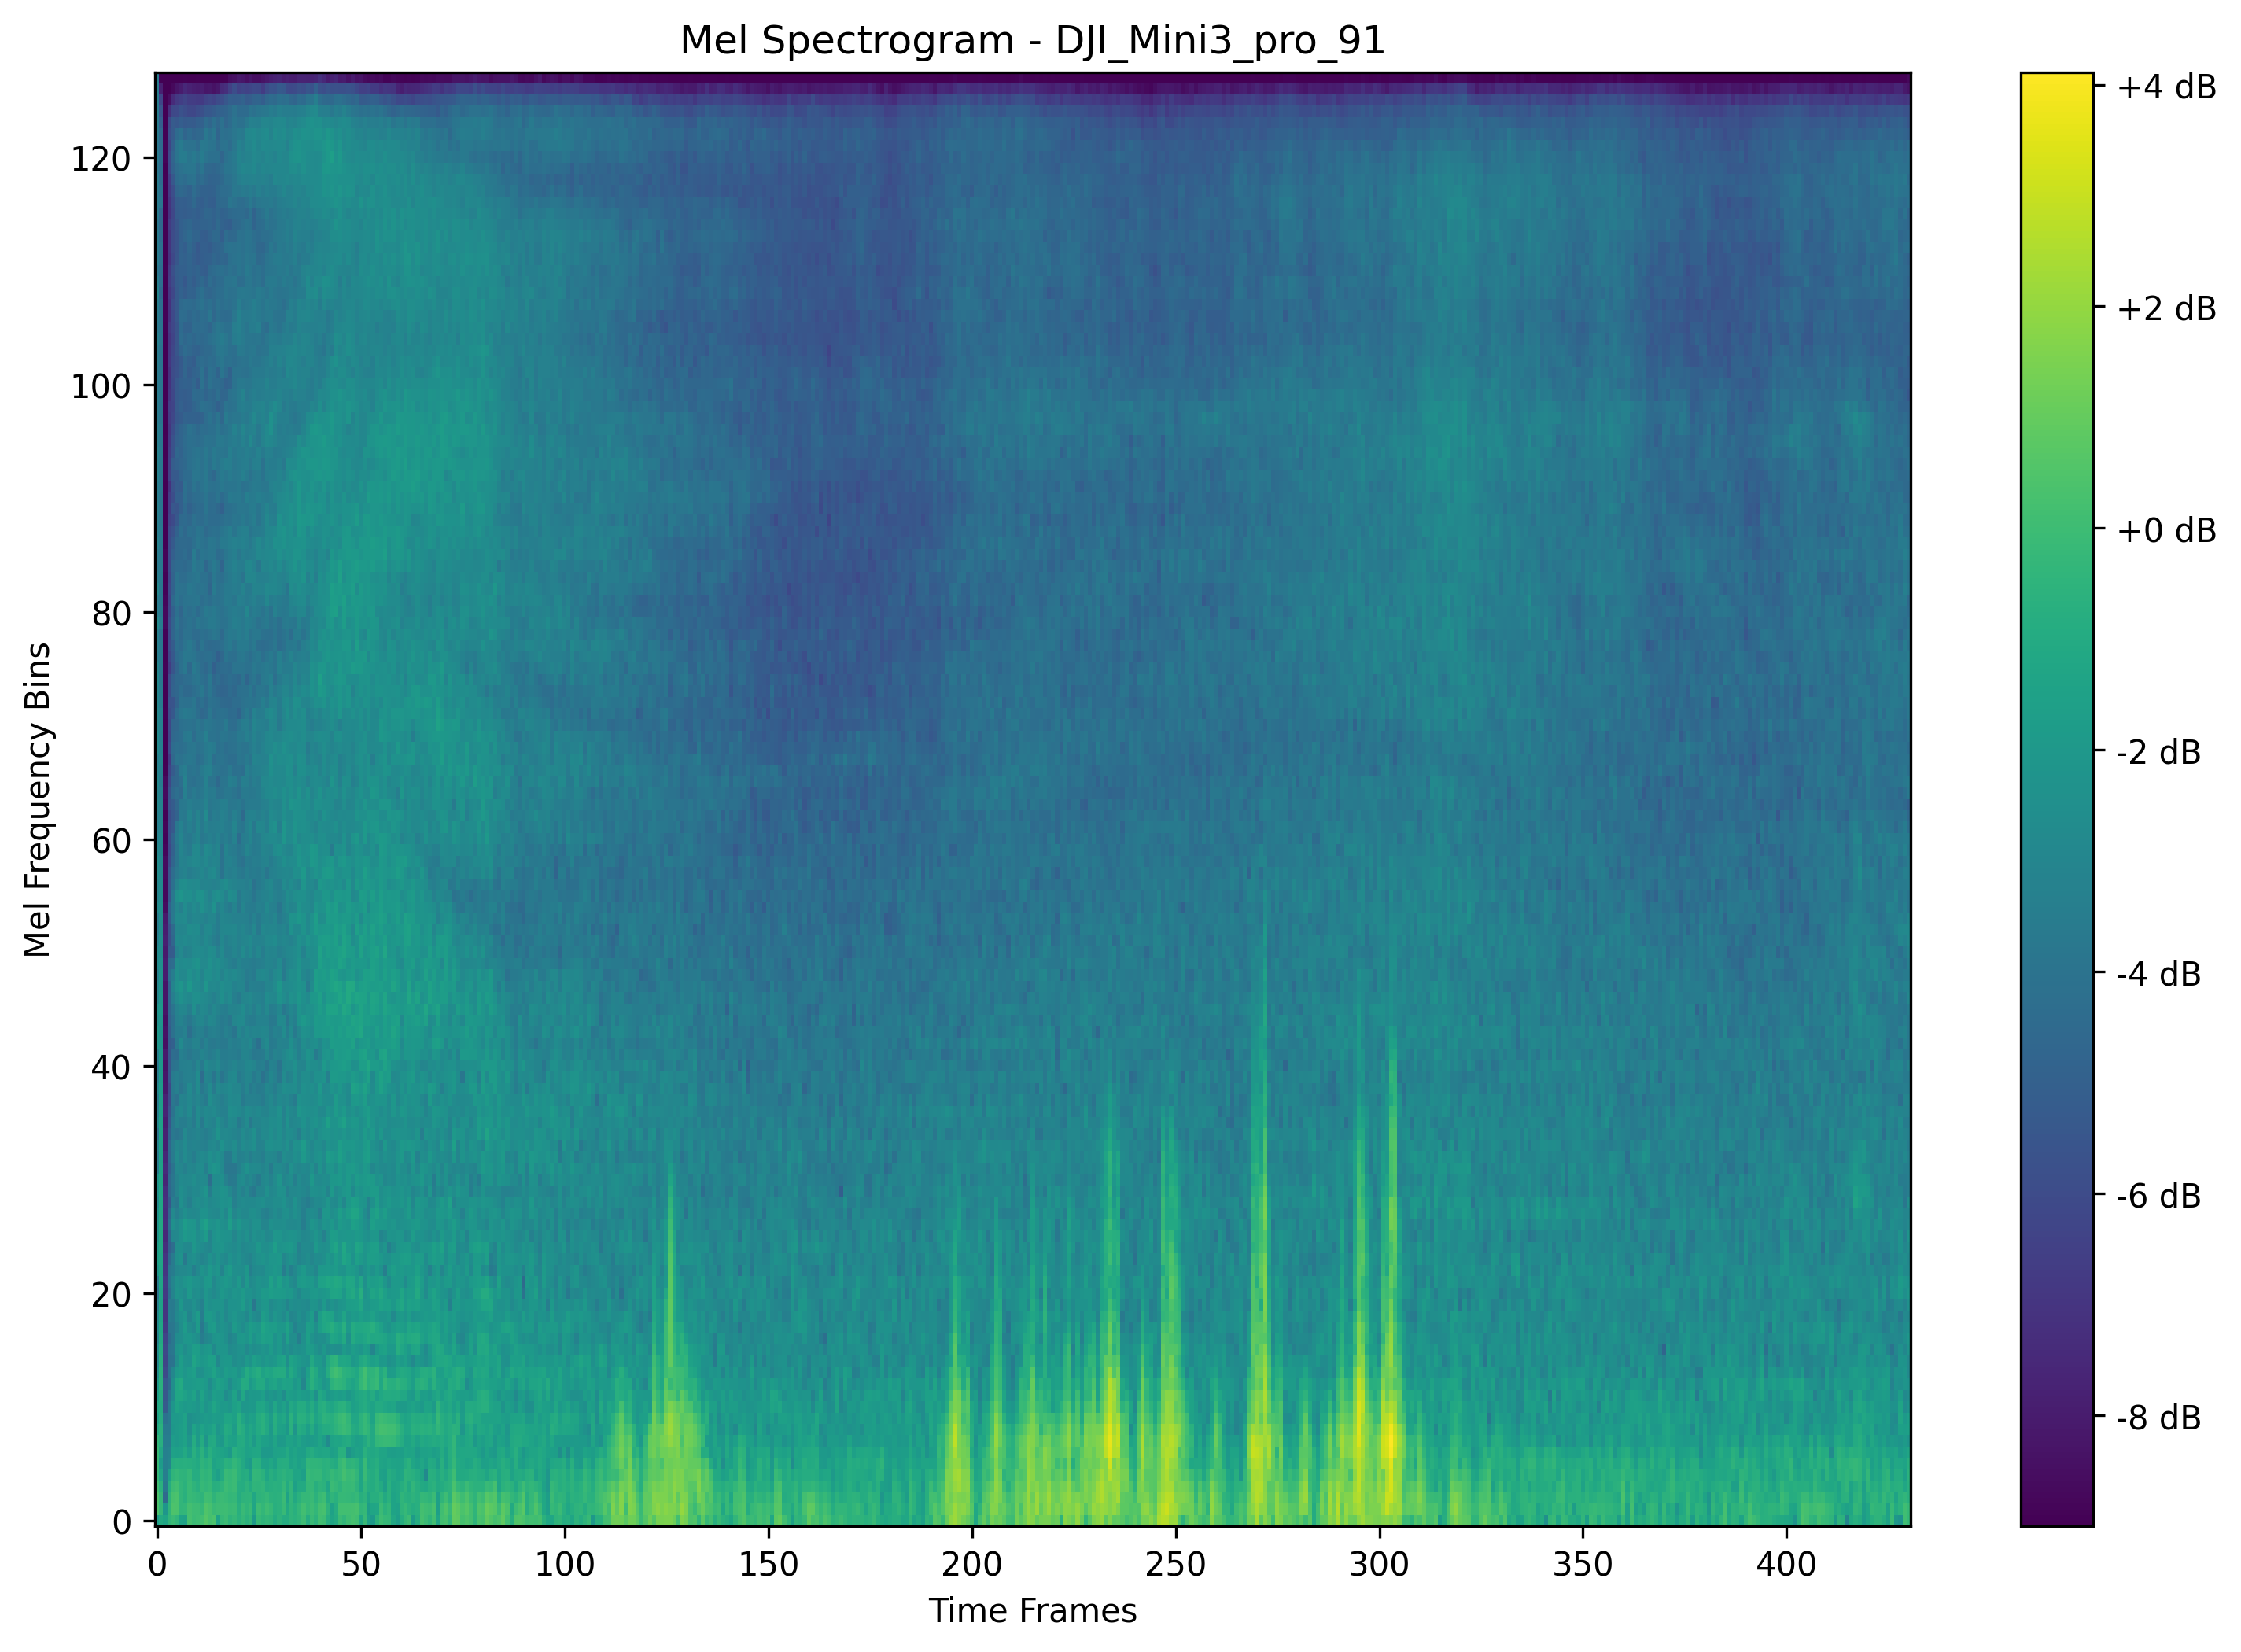 Mel Spectrogram - DJI_Mini3_pro_91
Mel Frequency Bins
120
100
80
60
40
20
0
0 50 100 150 200 250 300 350 400
Time Frames
+4 dB
+2 dB
+0 dB
-2 dB
-4 dB
-6 dB
-8 dB